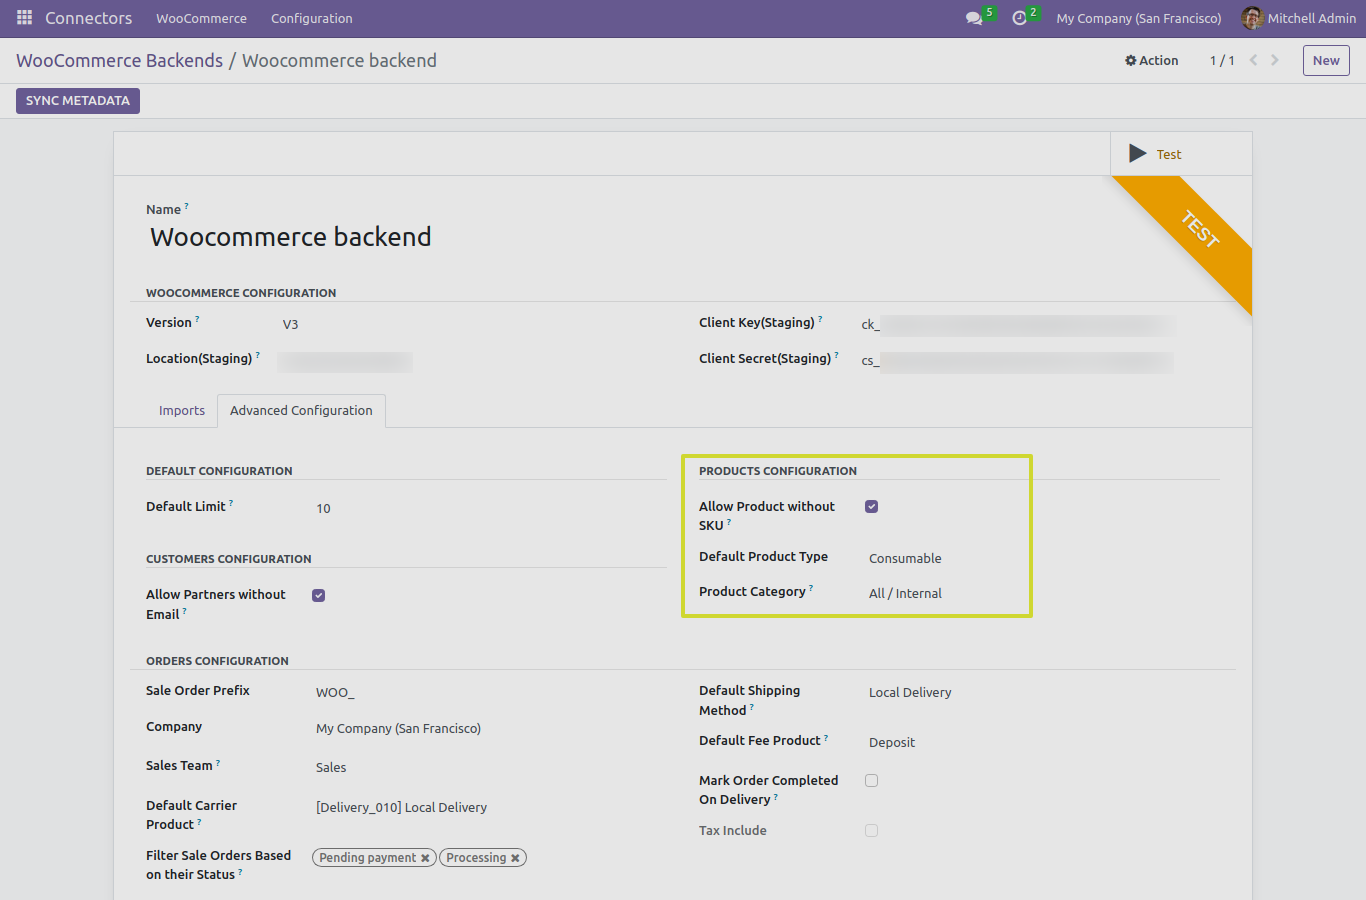 Connectors WooCommerce Configuration 5 2 My Company (San Francisco) Mitchell Admin
WooCommerce Backends / Woocommerce backend Action 1 / 1 New
SYNC METADATA
Test
TEST
Name ?
Woocommerce backend
WOOCOMMERCE CONFIGURATION
Version ? V3
Client Key(Staging) ? ck_
Location(Staging) ?
Client Secret(Staging) ? cs_
Imports Advanced Configuration
DEFAULT CONFIGURATION
Default Limit ? 10
CUSTOMERS CONFIGURATION
Allow Partners without
Email ?
PRODUCTS CONFIGURATION
Allow Product without
SKU ?
Default Product Type Consumable
Product Category ? All / Internal
ORDERS CONFIGURATION
Sale Order Prefix WOO_
Company My Company (San Francisco)
Sales Team ? Sales
Default Carrier
Product ? [Delivery_010] Local Delivery
Filter Sale Orders Based
on their Status ? Pending payment ✖ Processing ✖
Default Shipping
Method ? Local Delivery
Default Fee Product ? Deposit
Mark Order Completed
On Delivery ?
Tax Include